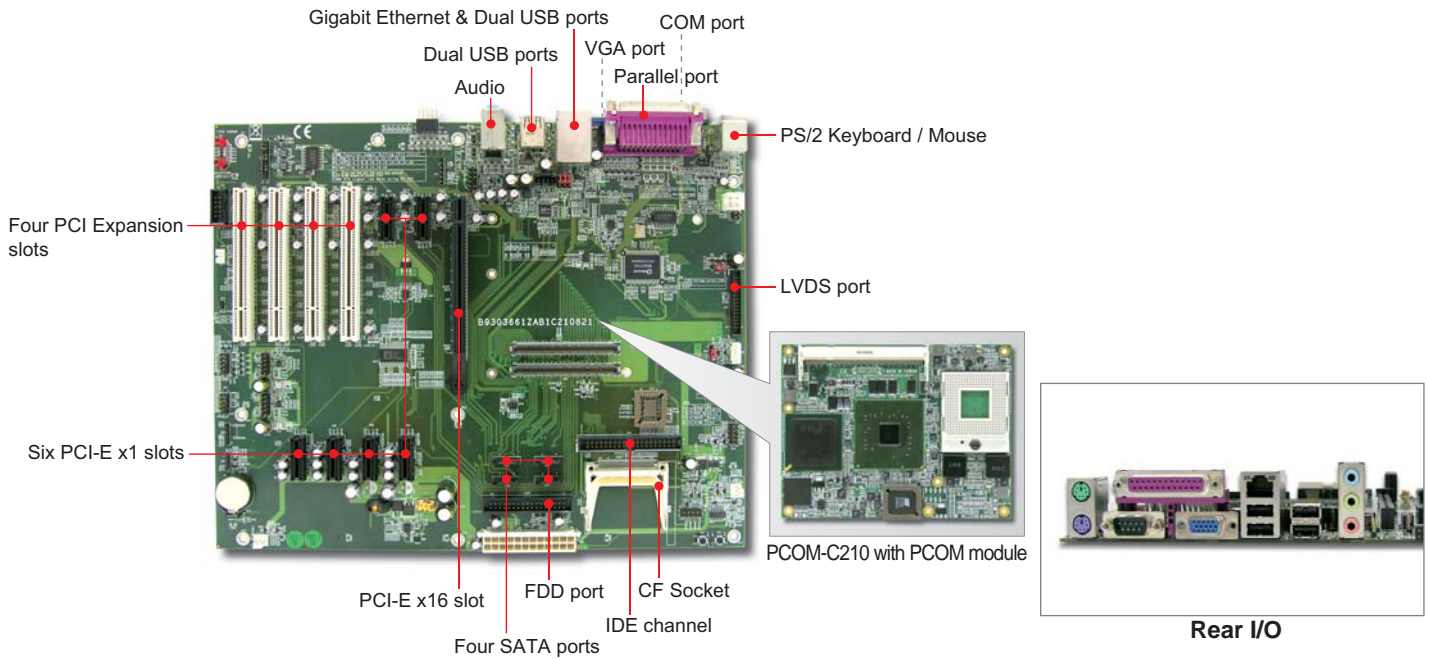 Gigabit Ethernet & Dual USB ports
COM port
Dual USB ports
VGA port
Audio
Parallel port
PS/2 Keyboard / Mouse
Four PCI Expansion
slots
LVDS port
B9303661ZAB1C210821
Six PCI-E x1 slots
PCOM-C210 with PCOM module
PCI-E x16 slot
FDD port
CF Socket
IDE channel
Four SATA ports
Rear I/O
CE